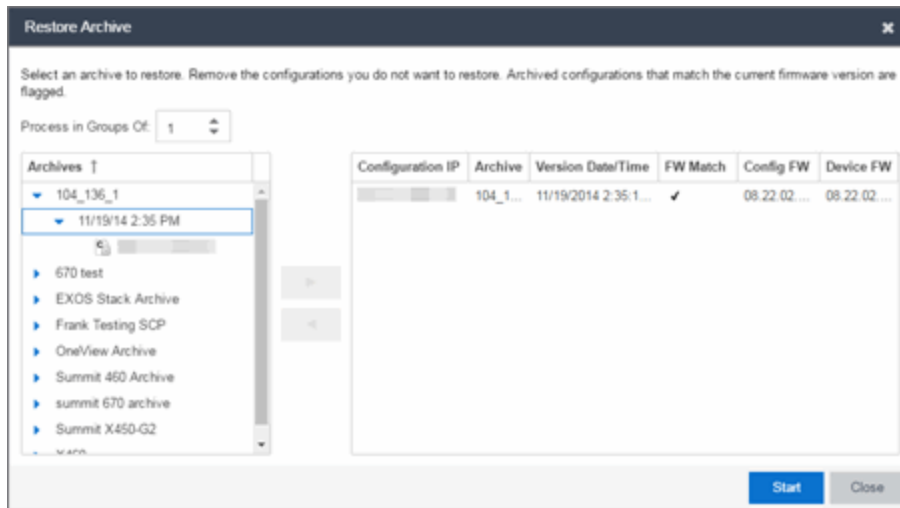 Restore Archive
Select an archive to restore. Remove the configurations you do not want to restore. Archived configurations that match the current firmware version are
flagged.
Process in Groups Of: 1
Archives ↑
104_136_1
11/19/14 2:35 PM
670 test
EXOS Stack Archive
Frank Testing SCP
OneView Archive
Summit 460 Archive
summit 670 archive
Summit X450-G2
Configuration IP Archive Version Date/Time FW Match Config FW Device FW
104_1... 11/19/2014 2:35:1... ✔ 08.22.02.... 08.22.02....
Start Close